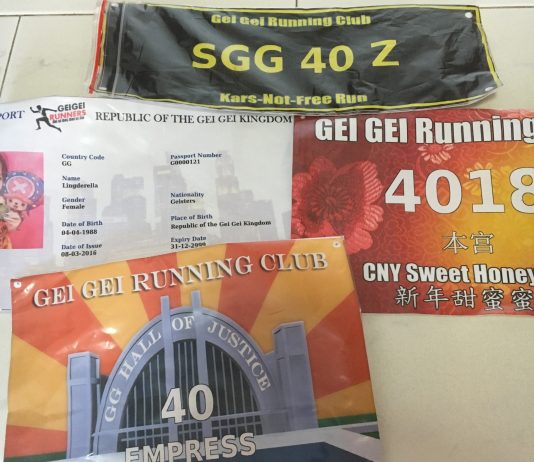 Gei Gei Running Club
SGG 40 Z
Kars-Not-Free Run
PORT
GEIGEI
RUNNERS
REPUBLIC OF THE GEI GEI KINGDOM
Country Code
GG
Passport Number
G0000121
Name
Lingderella
Gender
Female
Nationality
Geisters
Date of Birth
04-04-1988
Place of Birth
Republic of the Gei Gei Kingdom
Date of Issue
08-03-2016
Expiry Date
31-12-2099
GEI GEI Running
4018
本宫
CNY Sweet Honey
新年甜蜜蜜
GEI GEI RUNNING CLUB
GG HALL OF JUSTICE
40
EMPRESS